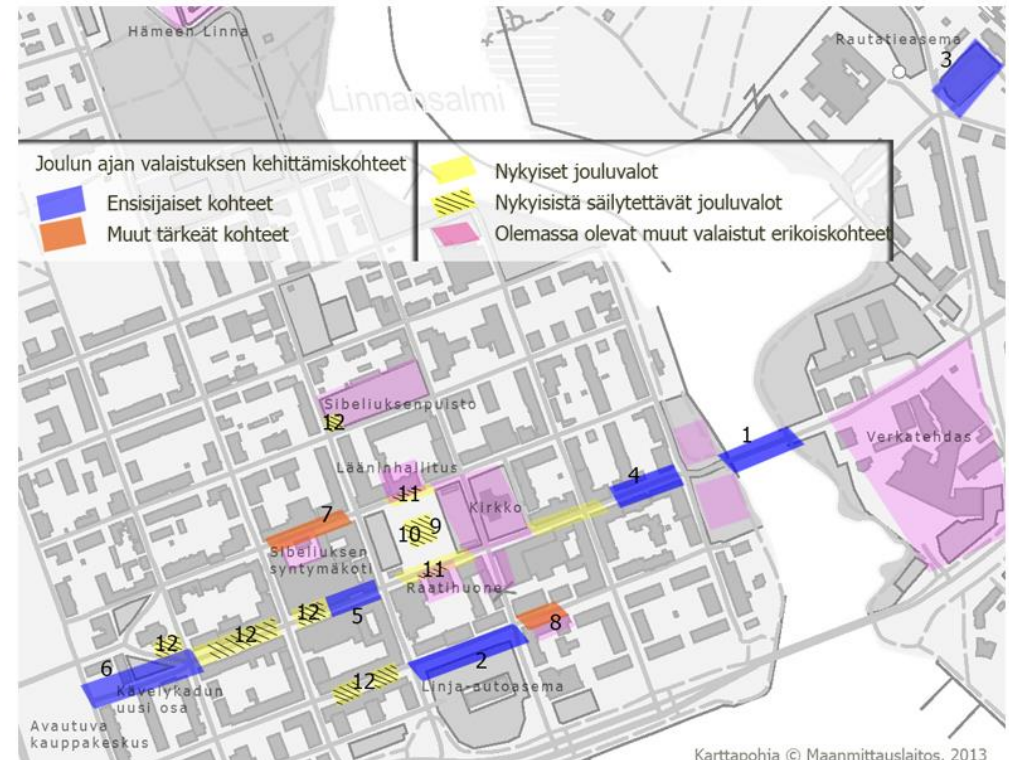 Hämeen Linna
Rautatieasema
3
Linnansalmi
Joulun ajan valaistuksen kehittämiskohteet
Ensisijaiset kohteet
Muut tärkeät kohteet
Nykyiset jouluvalot
Nykyisistä säilytettävät jouluvalot
Olemassa olevat muut valaistut erikoiskohteet
Sibeliuksenpuisto
12
1
Verkatehdas
Lääninhallitus
4
11
Kirkko
7
10
9
Sibeliuksen
syntymäkoti
11
Raatihuone
12
5
8
12
12
6
2
12
Linja-autoasema
Kävelykadun
uusi osa
Avautuva
kauppakeskus
Karttapohja © Maanmittauslaitos, 2013